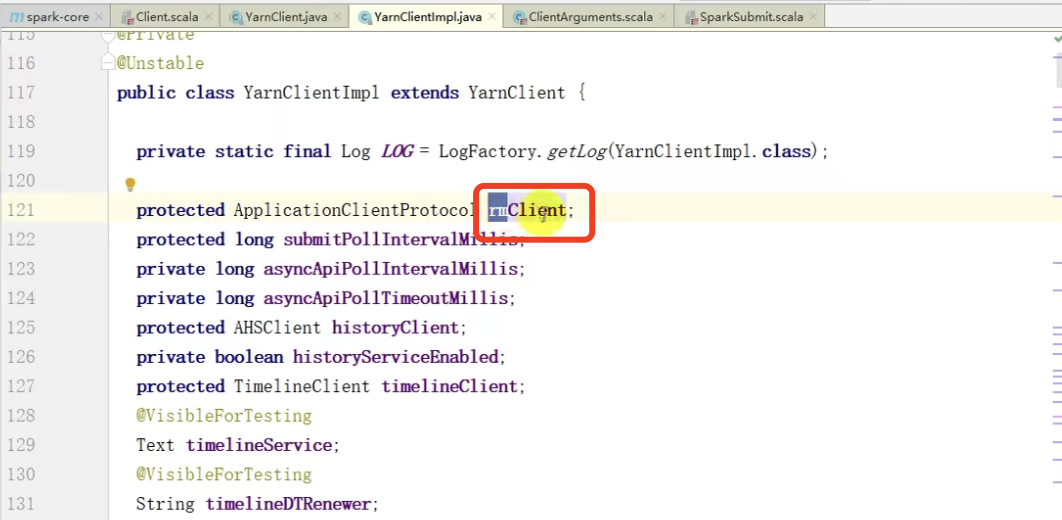 spark-core Client.scala YarnClient.java YarnClientImpl.java ClientArguments.scala SparkSubmit.scala
115 @Private
116 @Unstable
117 public class YarnClientImpl extends YarnClient {
118
119 private static final Log LOG = LogFactory.getLog(YarnClientImpl.class);
120
121 protected ApplicationClientProtocol rmClient;
122 protected long submitPollIntervalMillis;
123 private long asyncApiPollIntervalMillis;
124 private long asyncApiPollTimeoutMillis;
125 protected AHSClient historyClient;
126 private boolean historyServiceEnabled;
127 protected TimelineClient timelineClient;
128 @VisibleForTesting
129 Text timelineService;
130 @VisibleForTesting
131 String timelineDTRenewer;